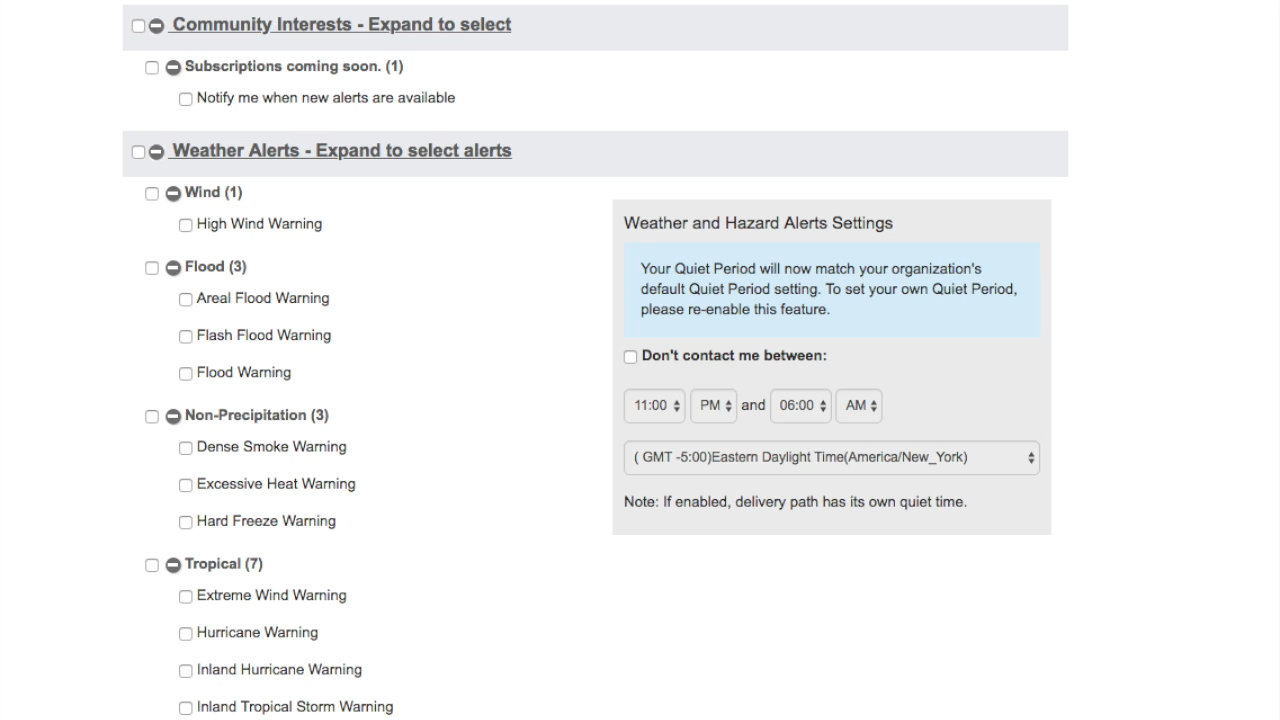 Community Interests - Expand to select
Subscriptions coming soon. (1)
Notify me when new alerts are available
Weather Alerts - Expand to select alerts
Wind (1)
High Wind Warning
Flood (3)
Areal Flood Warning
Flash Flood Warning
Flood Warning
Non-Precipitation (3)
Dense Smoke Warning
Excessive Heat Warning
Hard Freeze Warning
Tropical (7)
Extreme Wind Warning
Hurricane Warning
Inland Hurricane Warning
Inland Tropical Storm Warning
Weather and Hazard Alerts Settings
Your Quiet Period will now match your organization's
default Quiet Period setting. To set your own Quiet Period,
please re-enable this feature.
Don't contact me between:
11:00 PM and 06:00 AM
( GMT -5:00)Eastern Daylight Time(America/New_York)
Note: If enabled, delivery path has its own quiet time.